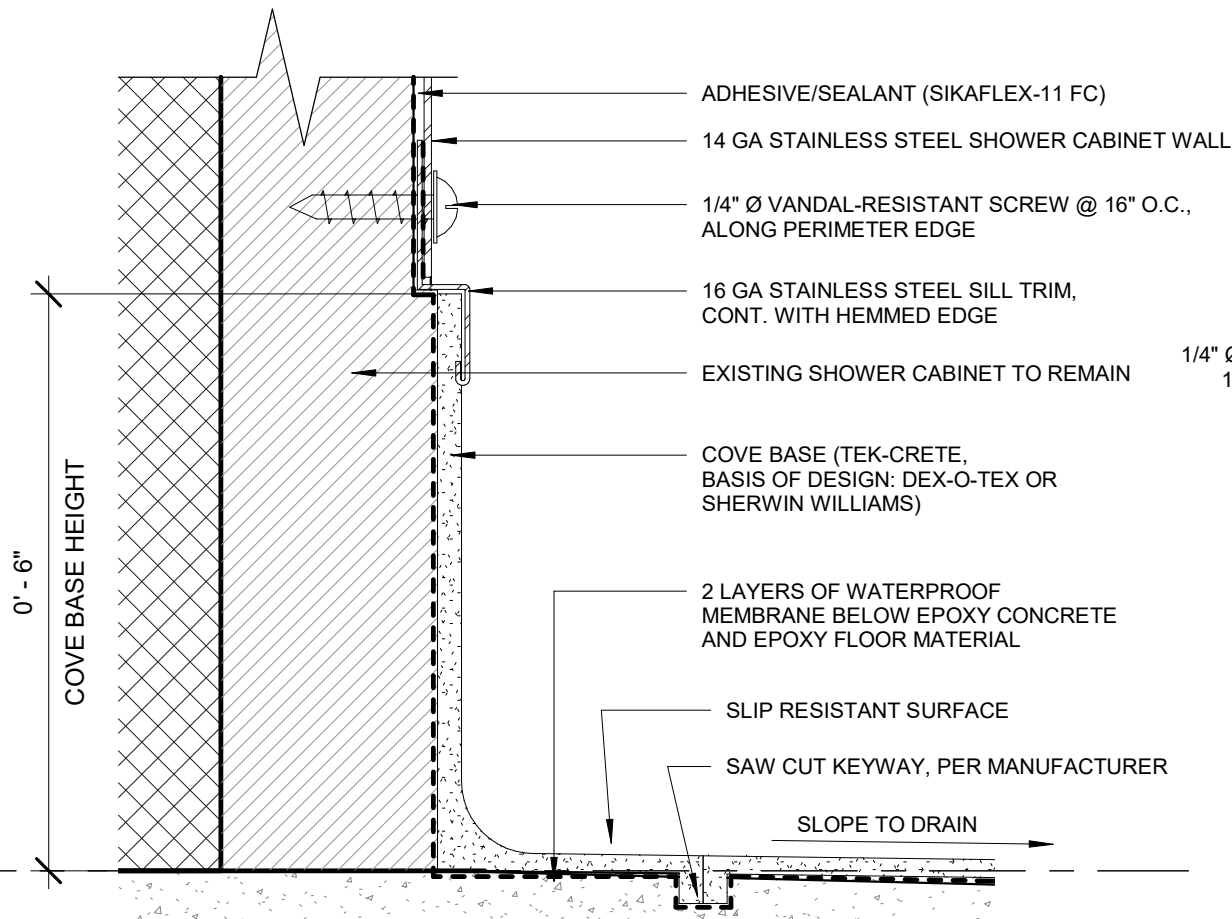 ADHESIVE/SEALANT (SIKAFLEX-11 FC)
14 GA STAINLESS STEEL SHOWER CABINET WALL
1/4" Ø VANDAL-RESISTANT SCREW @ 16" O.C.,
ALONG PERIMETER EDGE
16 GA STAINLESS STEEL SILL TRIM,
CONT. WITH HEMMED EDGE
1/4" Ø
1
EXISTING SHOWER CABINET TO REMAIN
COVE BASE (TEK-CRETE,
BASIS OF DESIGN: DEX-O-TEX OR
SHERWIN WILLIAMS)
0' - 6"
COVE BASE HEIGHT
2 LAYERS OF WATERPROOF
MEMBRANE BELOW EPOXY CONCRETE
AND EPOXY FLOOR MATERIAL
SLIP RESISTANT SURFACE
SAW CUT KEYWAY, PER MANUFACTURER
SLOPE TO DRAIN